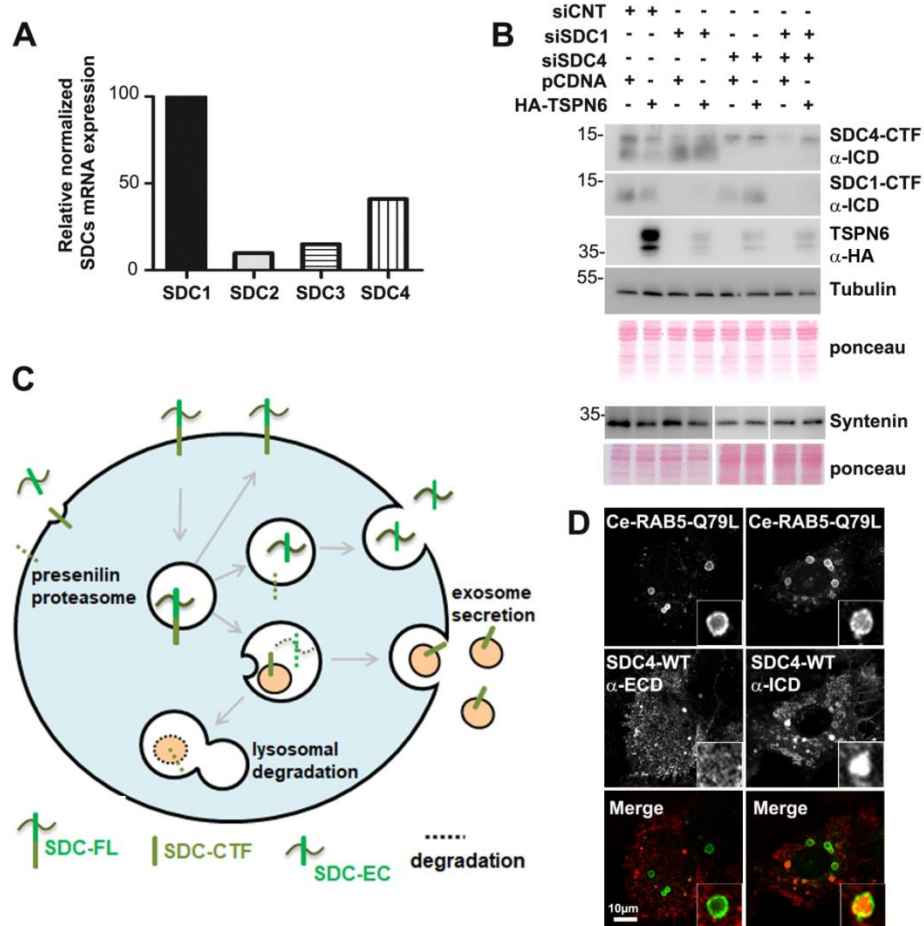 A
Relative normalized
SDCs mRNA expression
100
50
0
SDC1 SDC2 SDC3 SDC4
B
siCNT + + - - - - - -
siSDC1 - - + + - - + +
siSDC4 - - - - + + + +
pCDNA + - + - + - + -
HA-TSPN6 - + - + - + - +
15-
SDC4-CTF
α-ICD
15-
SDC1-CTF
α-ICD
TSPN6
α-HA
35-
55-
Tubulin
ponceau
35-
Syntenin
ponceau
C
presenilin
proteasome
exosome
secretion
lysosomal
degradation
SDC-FL
SDC-CTF
SDC-EC
degradation
D
Ce-RAB5-Q79L Ce-RAB5-Q79L
SDC4-WT SDC4-WT
α-ECD α-ICD
Merge Merge
10µm